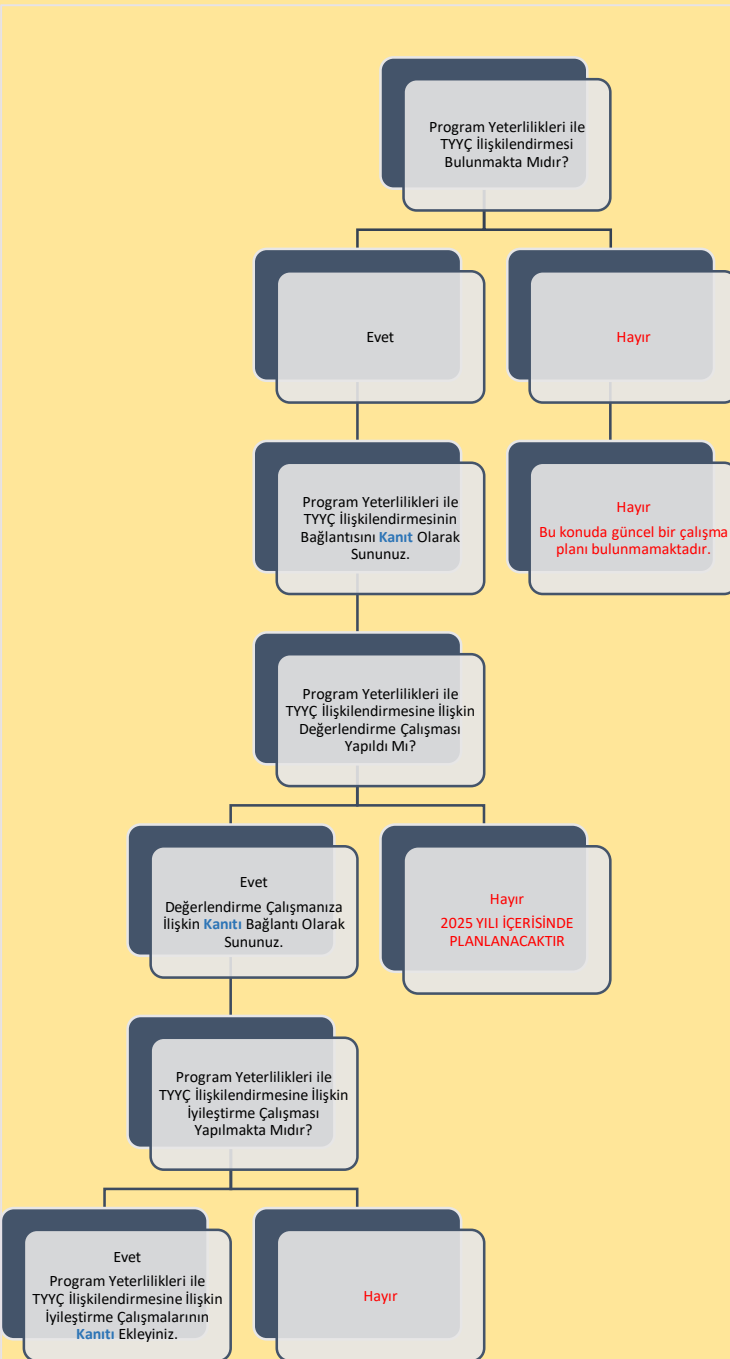 Program Yeterlilikleri ile
TYYÇ İlişkilendirmesi
Bulunmakta Mıdır?
Evet
Hayır
Program Yeterlilikleri ile
TYYÇ İlişkilendirmesinin
Bağlantısını Kanıt Olarak
Sununuz.
Hayır
Bu konuda güncel bir çalışma
planı bulunmamaktadır.
Program Yeterlilikleri ile
TYYÇ İlişkilendirmesine İlişkin
Değerlendirme Çalışması
Yapıldı Mı?
Evet
Değerlendirme Çalışmanıza
İlişkin Kanıtı Bağlantı Olarak
Sununuz.
Hayır
2025 YILI İÇERİSİNDE
PLANLANACAKTIR
Program Yeterlilikleri ile
TYYÇ İlişkilendirmesine İlişkin
İyileştirme Çalışması
Yapılmakta Mıdır?
Evet
Program Yeterlilikleri ile
TYYÇ İlişkilendirmesine İlişkin
İyileştirme Çalışmalarının
Kanıtı Ekleyiniz.
Hayır